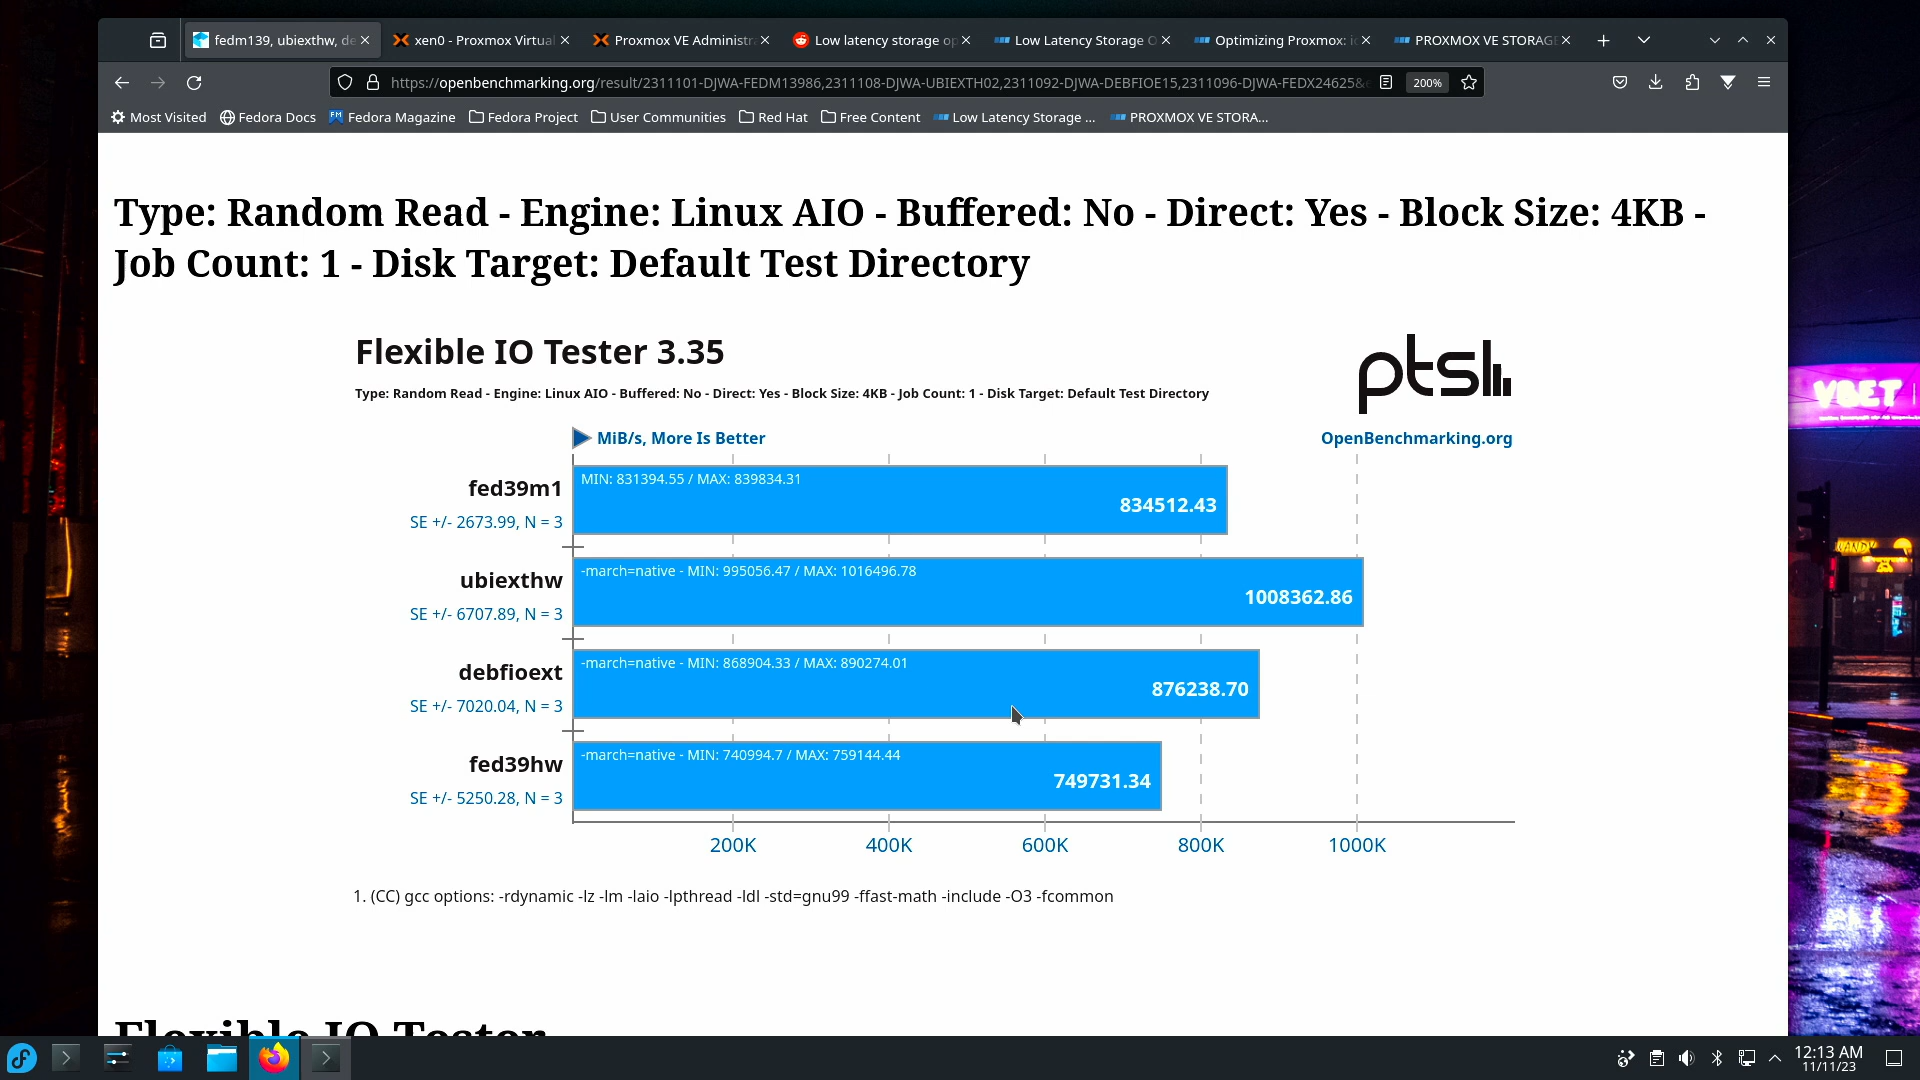 fedm139, ubiexthw, de
xen0 - Proxmox Virtual
Proxmox VE Administra
Low latency storage op
Low Latency Storage O
Optimizing Proxmox: i
PROXMOX VE STORAGE
https://openbenchmarking.org/result/2311101-DJWA-FEDM13986,2311108-DJWA-UBIEXTH02,2311092-DJWA-DEBFIOE15,2311096-DJWA-FEDX24625&
200%
Most Visited
Fedora Docs
Fedora Magazine
Fedora Project
User Communities
Red Hat
Free Content
Low Latency Storage ...
PROXMOX VE STORA...
Type: Random Read - Engine: Linux AIO - Buffered: No - Direct: Yes - Block Size: 4KB -
Job Count: 1 - Disk Target: Default Test Directory
Flexible IO Tester 3.35
ptsl
Type: Random Read - Engine: Linux AIO - Buffered: No - Direct: Yes - Block Size: 4KB - Job Count: 1 - Disk Target: Default Test Directory
MiB/s, More Is Better
OpenBenchmarking.org
fed39m1
SE +/- 2673.99, N = 3
MIN: 831394.55 / MAX: 839834.31
834512.43
ubiexthw
SE +/- 6707.89, N = 3
-march=native - MIN: 995056.47 / MAX: 1016496.78
1008362.86
debfioext
SE +/- 7020.04, N = 3
-march=native - MIN: 868904.33 / MAX: 890274.01
876238.70
fed39hw
SE +/- 5250.28, N = 3
-march=native - MIN: 740994.7 / MAX: 759144.44
749731.34
200K 400K 600K 800K 1000K
1. (CC) gcc options: -rdynamic -lz -lm -laio -lpthread -ldl -std=gnu99 -ffast-math -include -O3 -fcommon
Flexible IO Tester
12:13 AM
11/11/23